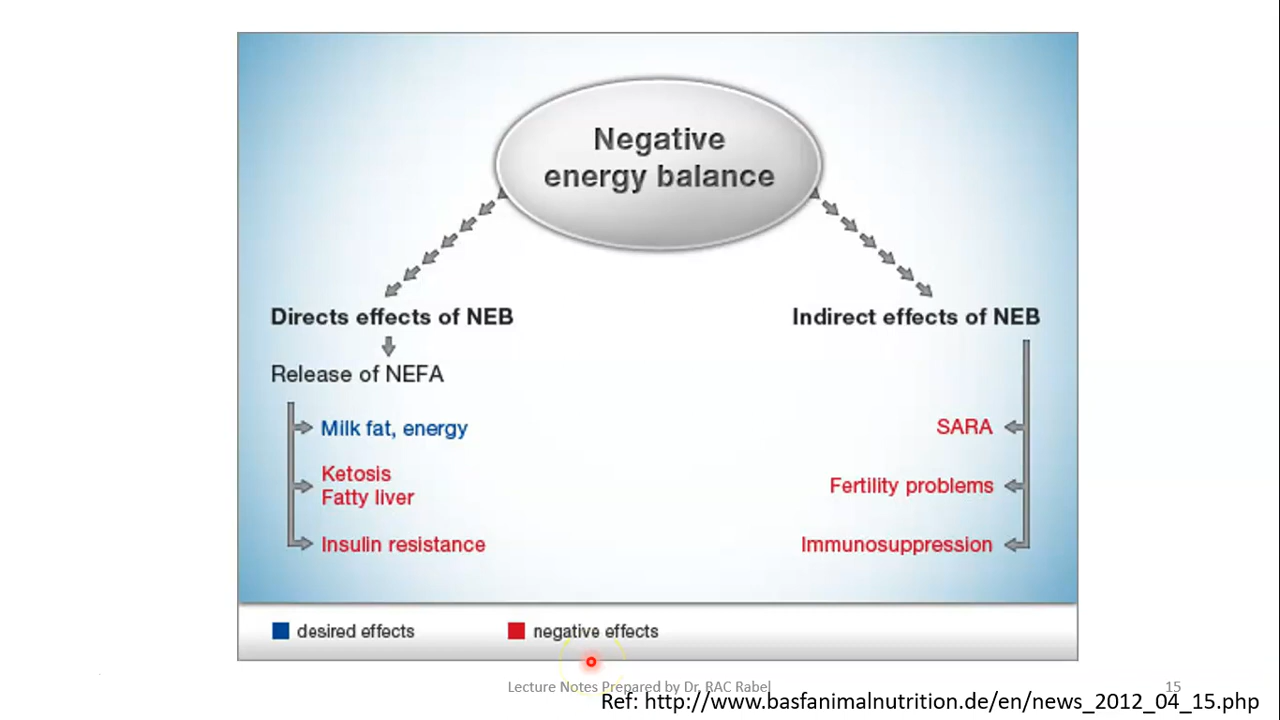 Negative
energy balance
Directs effects of NEB
Release of NEFA
Milk fat, energy
Ketosis
Fatty liver
Insulin resistance
Indirect effects of NEB
SARA
Fertility problems
Immunosuppression
desired effects
negative effects
Lecture Notes Prepared by Dr. RAC Rabel
15
Ref: http://www.basfanimalnutrition.de/en/news_2012_04_15.php